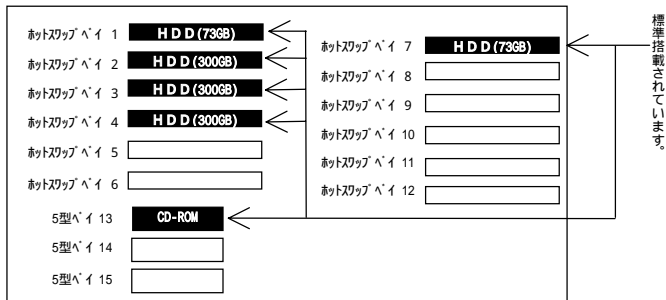 ﾎｯﾄｽﾜｯﾌﾟﾍﾞｲ 1 HDD(73GB)
ﾎｯﾄｽﾜｯﾌﾟﾍﾞｲ 2 HDD(300GB)
ﾎｯﾄｽﾜｯﾌﾟﾍﾞｲ 3 HDD(300GB)
ﾎｯﾄｽﾜｯﾌﾟﾍﾞｲ 4 HDD(300GB)
ﾎｯﾄｽﾜｯﾌﾟﾍﾞｲ 5
ﾎｯﾄｽﾜｯﾌﾟﾍﾞｲ 6
5型ﾍﾞｲ 13 CD-ROM
5型ﾍﾞｲ 14
5型ﾍﾞｲ 15
ﾎｯﾄｽﾜｯﾌﾟﾍﾞｲ 7 HDD(73GB)
ﾎｯﾄｽﾜｯﾌﾟﾍﾞｲ 8
ﾎｯﾄｽﾜｯﾌﾟﾍﾞｲ 9
ﾎｯﾄｽﾜｯﾌﾟﾍﾞｲ 10
ﾎｯﾄｽﾜｯﾌﾟﾍﾞｲ 11
ﾎｯﾄｽﾜｯﾌﾟﾍﾞｲ 12
標準搭載されています。